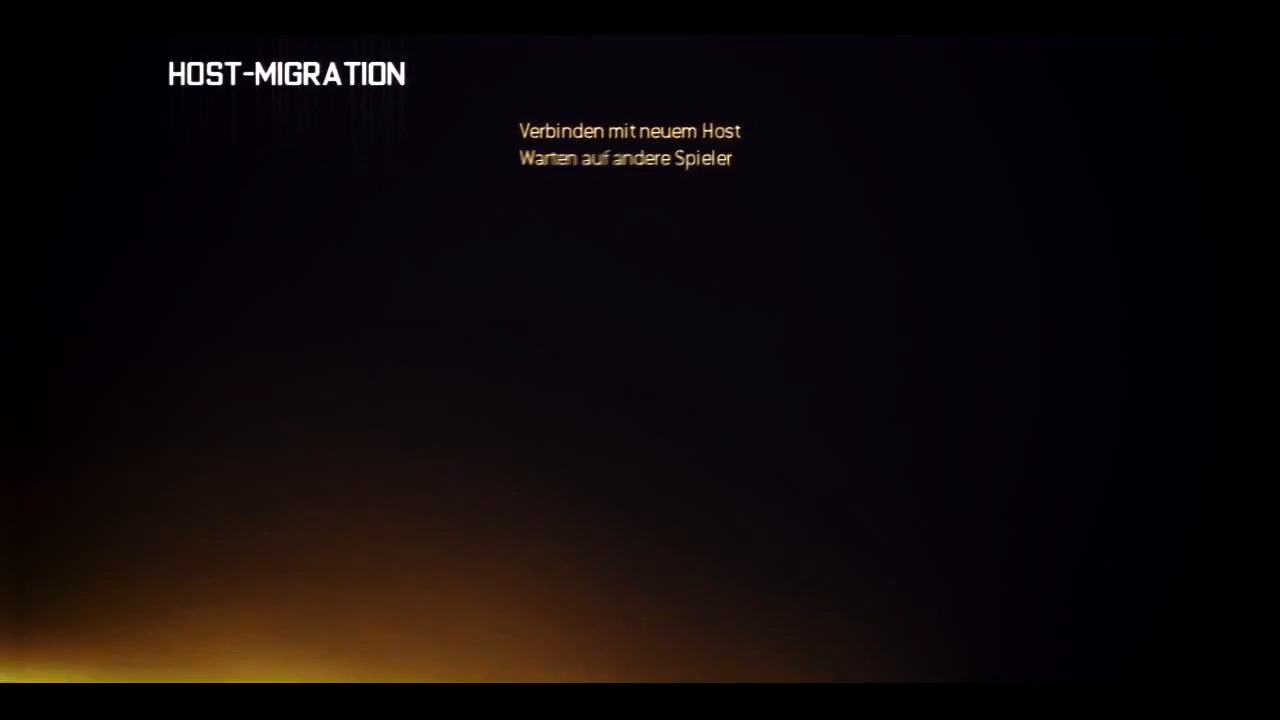 HOST-MIGRATION
Verbinden mit neuem Host
Warten auf andere Spieler